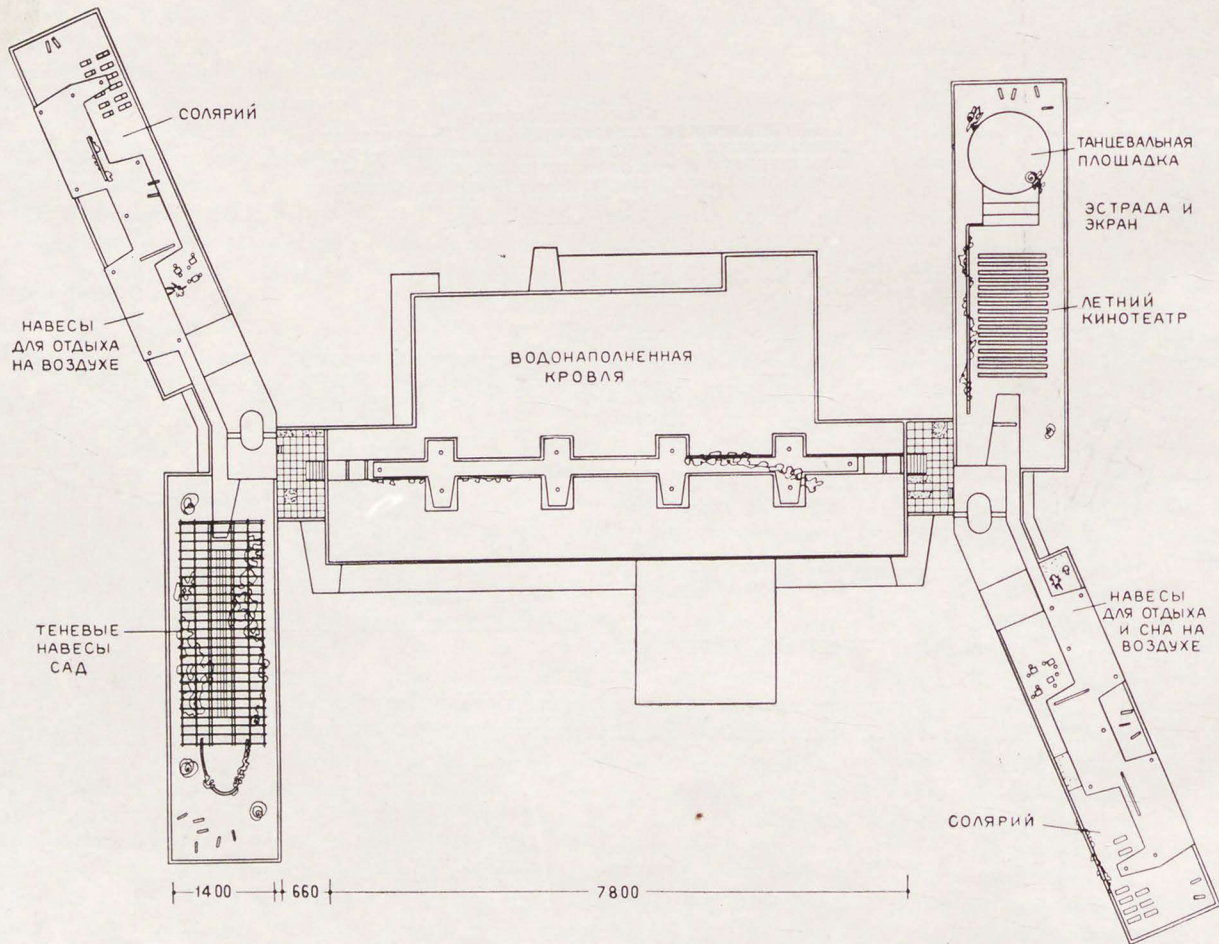 СОЛЯРИЙ
ТАНЦЕВАЛЬНАЯ
ПЛОЩАДКА
ЭСТРАДА И
ЭКРАН
НАВЕСЫ
ДЛЯ ОТДЫХА
НА ВОЗДУХЕ
ЛЕТНИЙ
КИНОТЕАТР
ВОДОНАПОЛНЕННАЯ
КРОВЛЯ
ТЕНЕВЫЕ
НАВЕСЫ
САД
НАВЕСЫ
ДЛЯ ОТДЫХА
И СНА НА
ВОЗДУХЕ
СОЛЯРИЙ
1400 660 7800